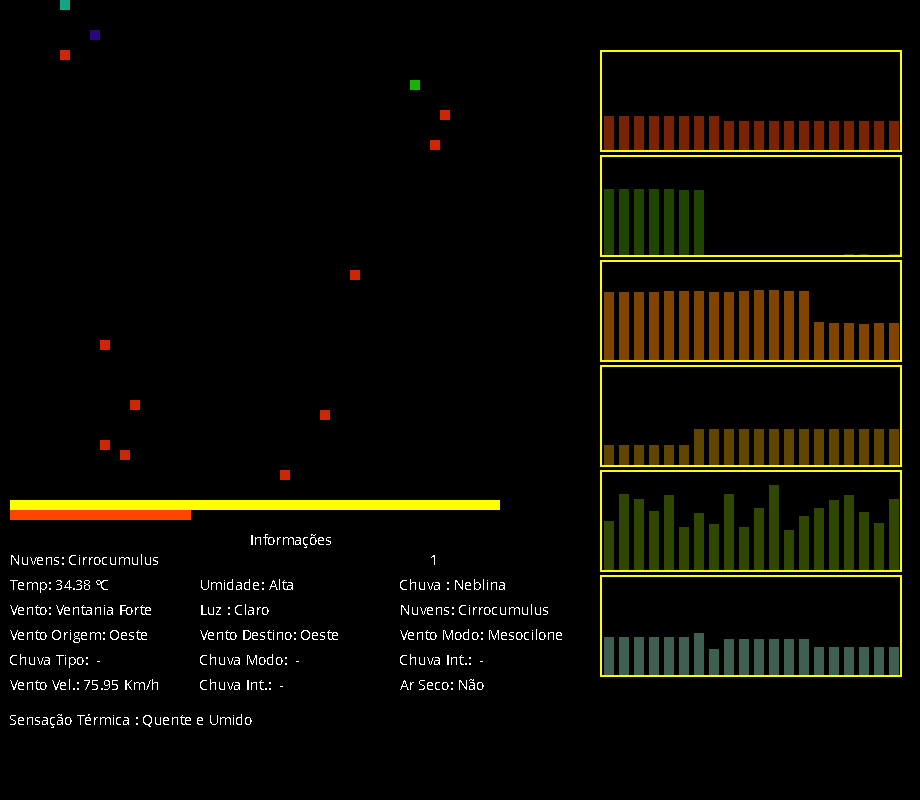 Informações
Nuvens: Cirrocumulus 1
Temp: 34.38 ºC Umidade: Alta Chuva : Neblina
Vento: Ventania Forte Luz : Claro Nuvens: Cirrocumulus
Vento Origem: Oeste Vento Destino: Oeste Vento Modo: Mesocilone
Chuva Tipo: - Chuva Modo: - Chuva Int.: -
Vento Vel.: 75.95 Km/h Chuva Int.: - Ar Seco: Não
Sensação Térmica : Quente e Umido